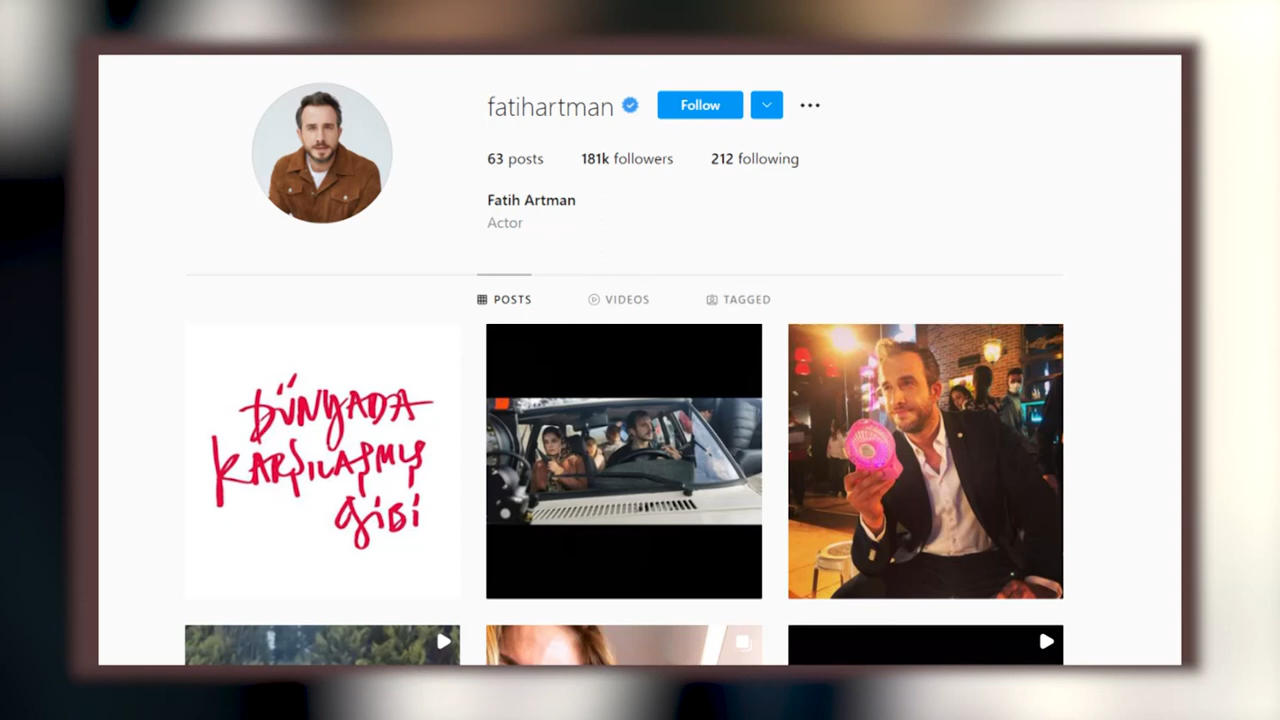 fatihartman
Follow
63 posts 181k followers 212 following
Fatih Artman
Actor
POSTS VIDEOS TAGGED
DÜNYADA
KARŞILAŞMIŞ
GİBİ